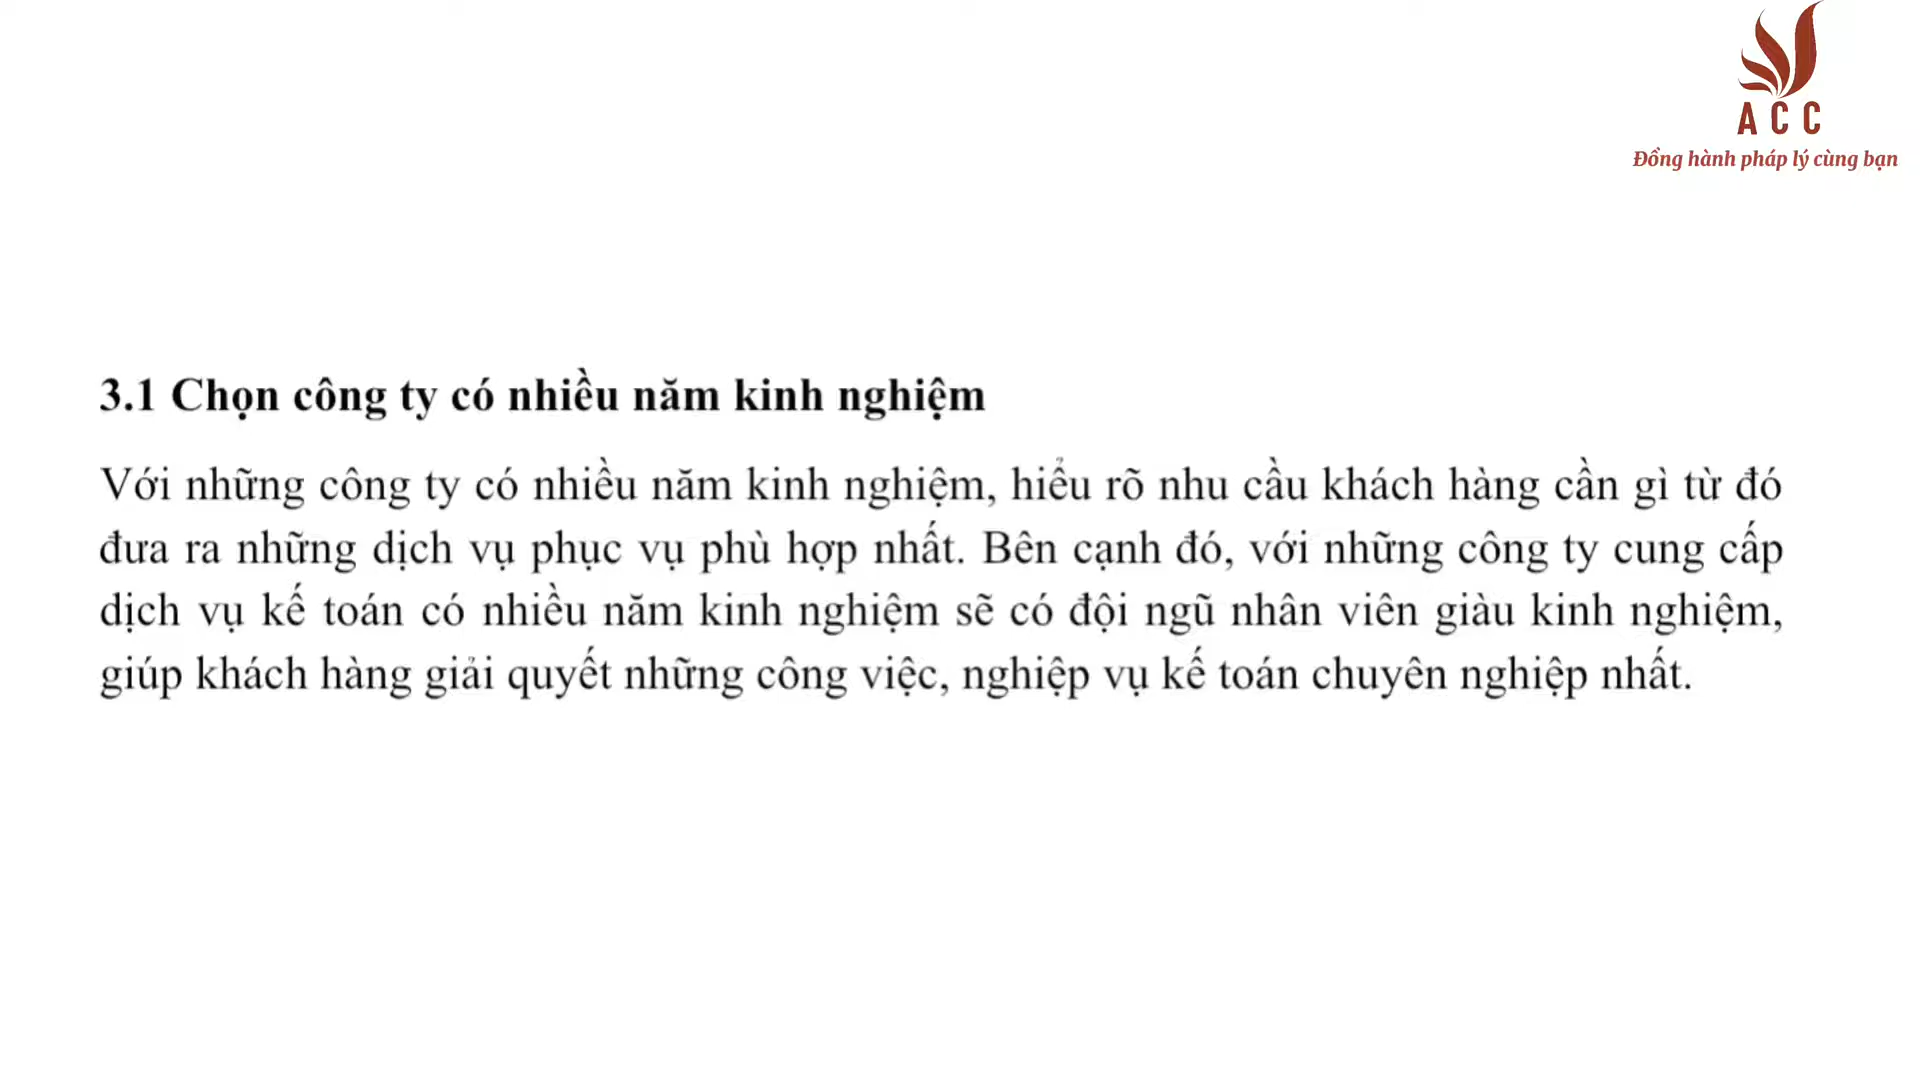 ACC
Đồng hành pháp lý cùng bạn
3.1 Chọn công ty có nhiều năm kinh nghiệm
Với những công ty có nhiều năm kinh nghiệm, hiểu rõ nhu cầu khách hàng cần gì từ đó
đưa ra những dịch vụ phục vụ phù hợp nhất. Bên cạnh đó, với những công ty cung cấp
dịch vụ kế toán có nhiều năm kinh nghiệm sẽ có đội ngũ nhân viên giàu kinh nghiệm,
giúp khách hàng giải quyết những công việc, nghiệp vụ kế toán chuyên nghiệp nhất.